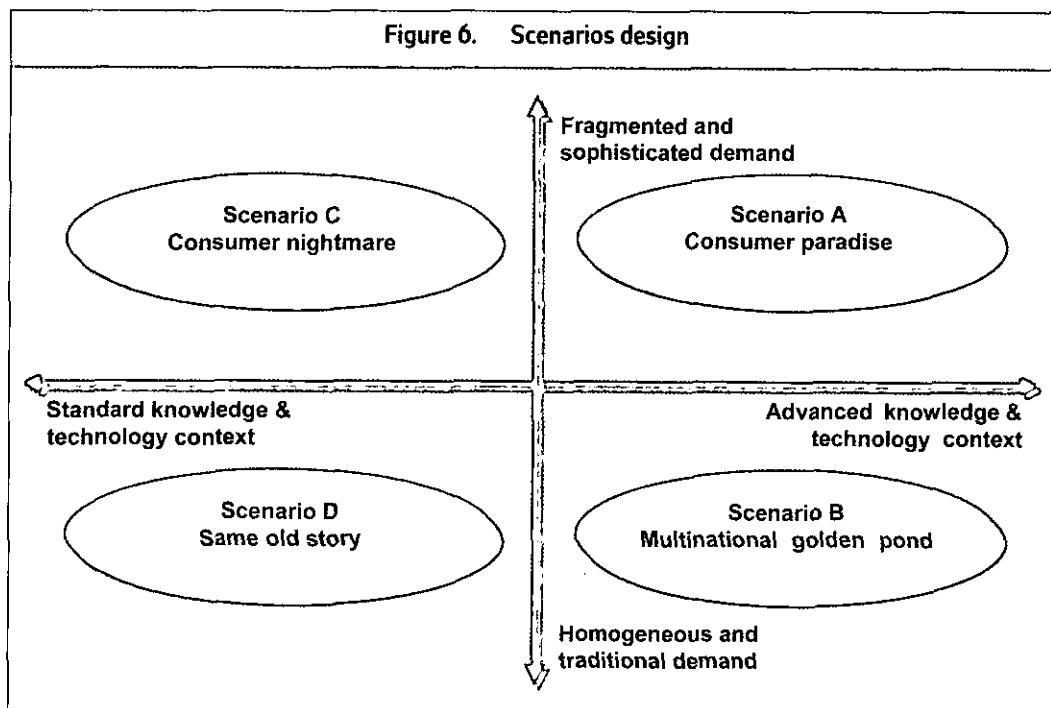 Figure 6. Scenarios design
Fragmented and
sophisticated demand
Scenario C
Consumer nightmare
Scenario A
Consumer paradise
Standard knowledge &
technology context
Advanced knowledge &
technology context
Scenario D
Same old story
Scenario B
Multinational golden pond
Homogeneous and
traditional demand